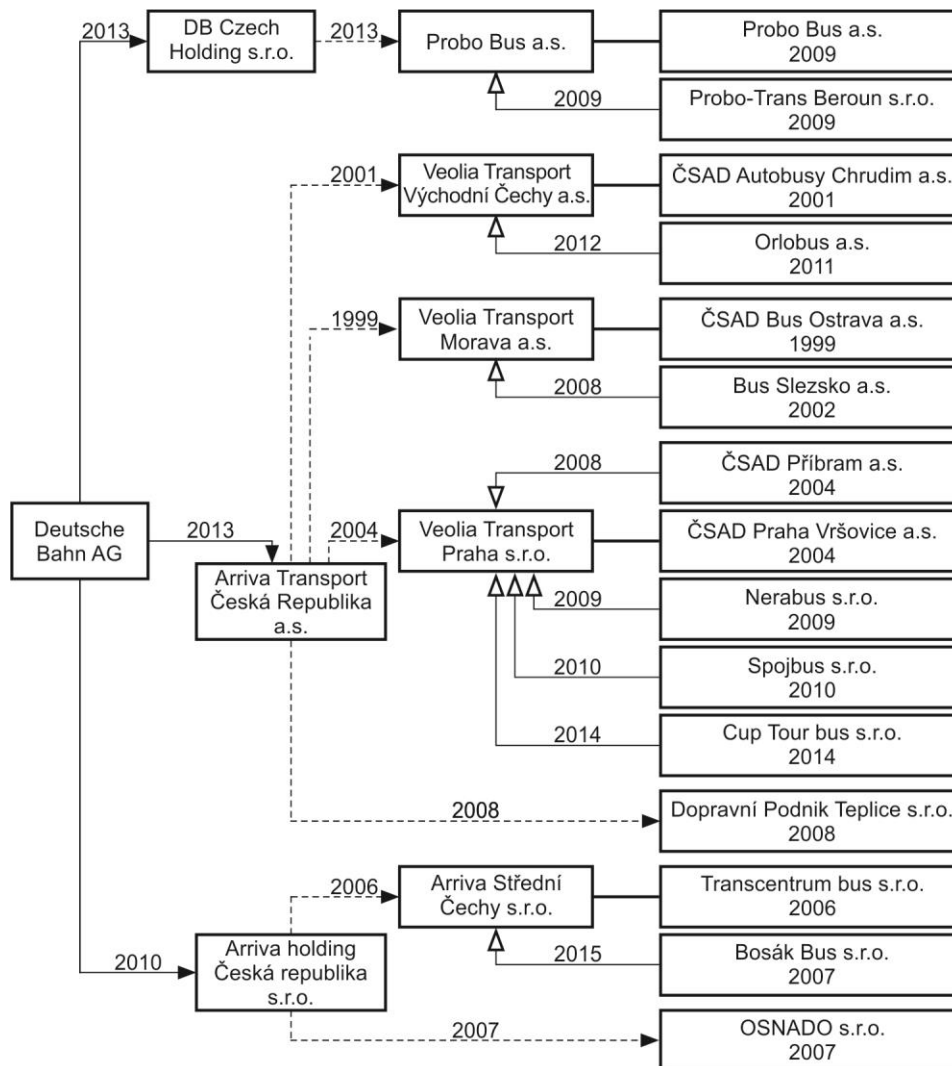 2013
DB Czech
Holding s.r.o.
2013
Probo Bus a.s.
Probo Bus a.s.
2009
2009
Probo-Trans Beroun s.r.o.
2009
2001
Veolia Transport
Východní Čechy a.s.
ČSAD Autobusy Chrudim a.s.
2001
2012
Orlobus a.s.
2011
1999
Veolia Transport
Morava a.s.
ČSAD Bus Ostrava a.s.
1999
2008
Bus Slezsko a.s.
2002
2008
ČSAD Příbram a.s.
2004
Deutsche
Bahn AG
2013
Arriva Transport
Česká Republika
a.s.
2004
Veolia Transport
Praha s.r.o.
ČSAD Praha Vršovice a.s.
2004
2009
Nerabus s.r.o.
2009
2010
Spojbus s.r.o.
2010
2014
Cup Tour bus s.r.o.
2014
2008
Dopravní Podnik Teplice s.r.o.
2008
2010
Arriva holding
Česká republika
s.r.o.
2006
Arriva Střední
Čechy s.r.o.
Transcentrum bus s.r.o.
2006
2015
Bosák Bus s.r.o.
2007
2007
OSNADO s.r.o.
2007